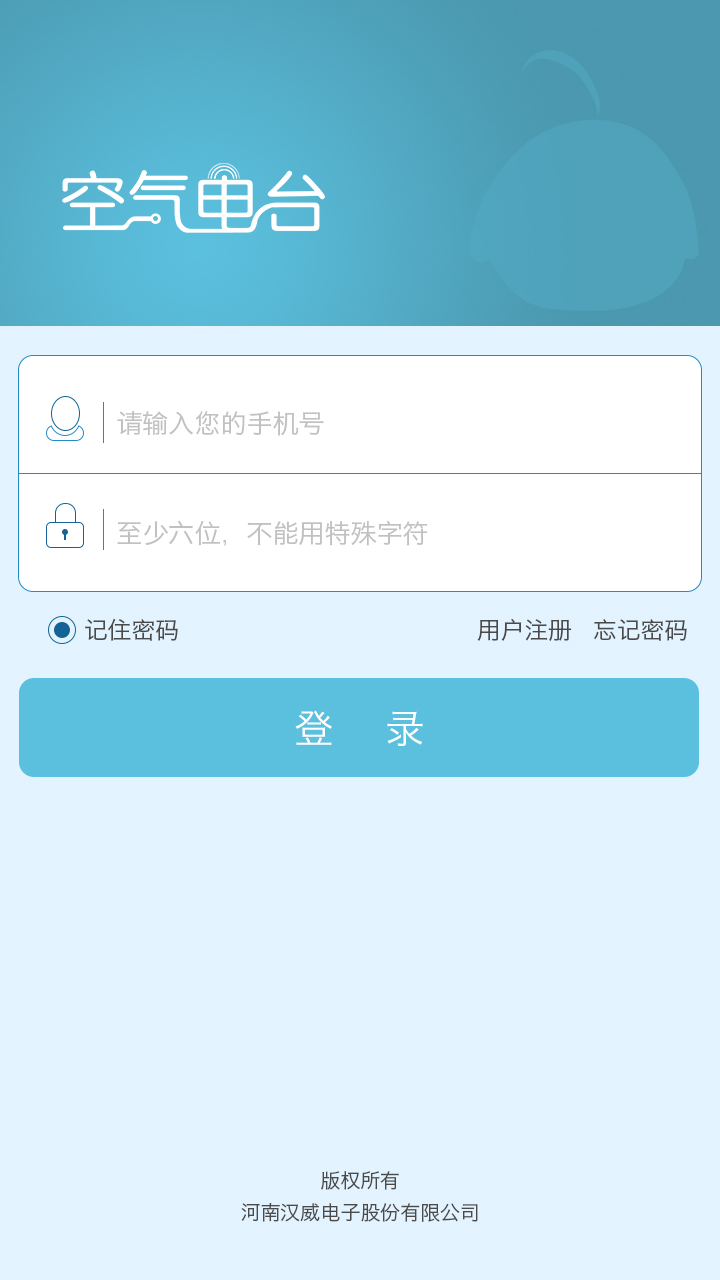 空气电台
请输入您的手机号
至少六位，不能用特殊字符
记住密码 用户注册 忘记密码
登 录
版权所有
河南汉威电子股份有限公司